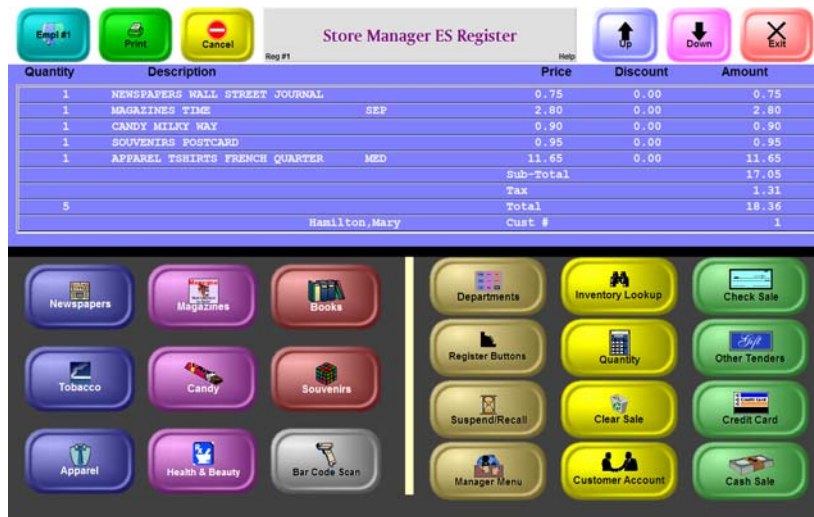 Empl #1 Print Cancel Store Manager ES Register Up Down Exit
Reg #1 Help
Quantity Description Price Discount Amount
1 NEWSPAPERS WALL STREET JOURNAL 0.75 0.00 0.75
1 MAGAZINES TIME SEP 2.80 0.00 2.80
1 CANDY MILKY WAY 0.90 0.00 0.90
1 SOUVENIRS POSTCARD 0.95 0.00 0.95
1 APPAREL TSHIRTS FRENCH QUARTER MED 11.65 0.00 11.65
Sub-Total 17.05
Tax 1.31
5 Total 18.36
Hamilton,Mary Cust # 1
Newspapers Magazines Books Departments Inventory Lookup Check Sale
Register Buttons Quantity Gift Other Tenders
Tobacco Candy Souvenirs
Suspend/Recall Clear Sale Credit Card
Apparel Health & Beauty Bar Code Scan Manager Menu Customer Account Cash Sale